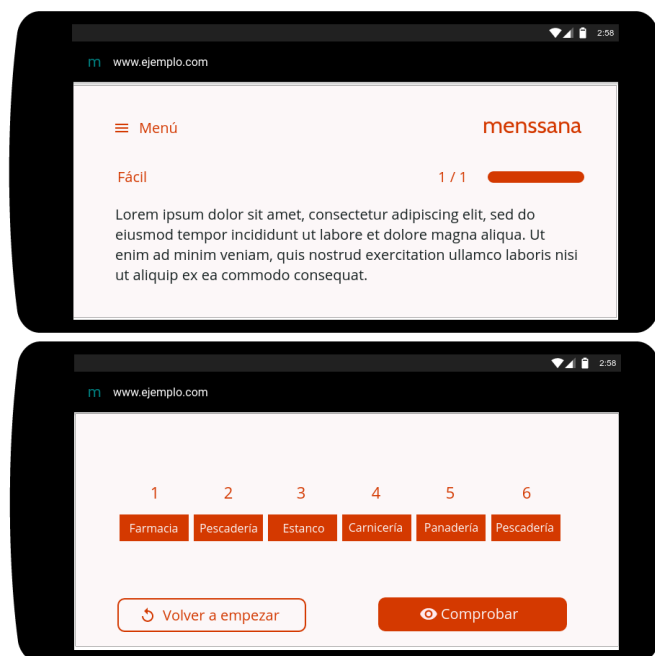 2:58
m www.ejemplo.com
Menú menssana
Fácil 1 / 1
Lorem ipsum dolor sit amet, consectetur adipiscing elit, sed do
eiusmod tempor incididunt ut labore et dolore magna aliqua. Ut
enim ad minim veniam, quis nostrud exercitation ullamco laboris nisi
ut aliquip ex ea commodo consequat.
2:58
m www.ejemplo.com
1 2 3 4 5 6
Farmacia Pescadería Estanco Carnicería Panadería Pescadería
Volver a empezar Comprobar